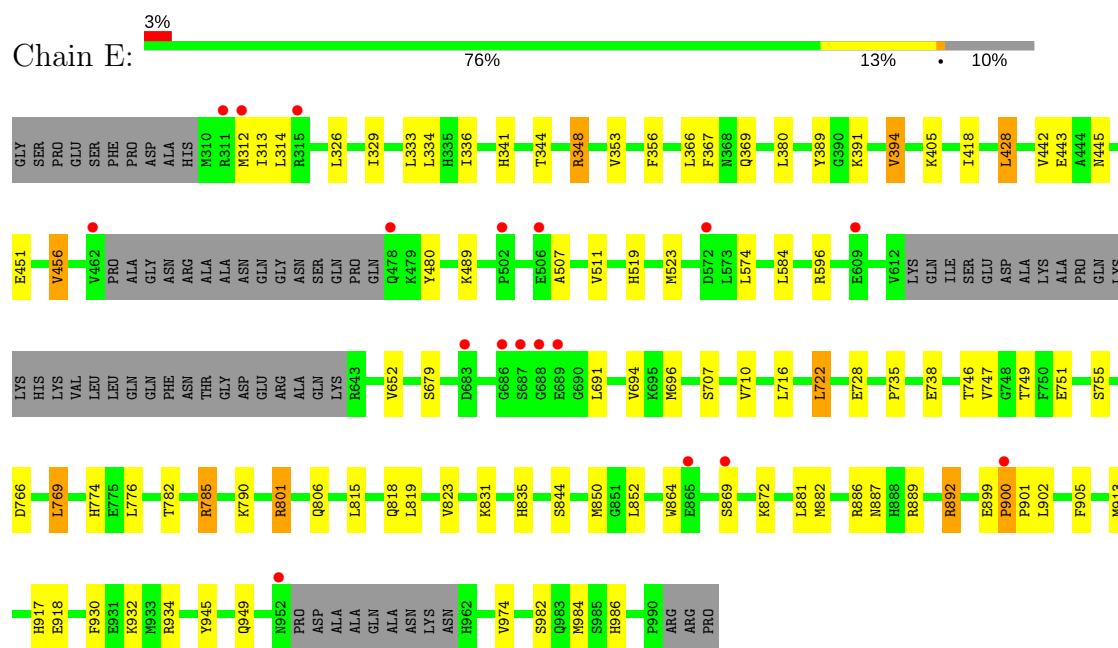 3%
Chain E:
76% 13% • 10%
GLY SER PRO GLU SER PHE PRO ASP ALA HIS M310 R311 M312 I313 L314 R315 L326 I329 L333 L334 H335 I336 H341 T344 R348 V353 F356 L366 F367 N368 Q369 L380 Y389 G390 K391 V394 K405 I418 L428 V442 E443 A444 N445
E451 V456 V462 PRO ALA GLY ASN ARG ALA ALA ASN GLN GLY ASN SER GLN PRO GLN Q478 K479 Y480 K489 P502 E506 A507 V511 H519 M523 D572 L573 L574 L584 R596 E609 V612 LYS GLN ILE SER GLU ASP ALA LYS ALA PRO GLN LYS
LYS HIS LYS VAL LEU LEU GLN GLN PHE ASN THR GLY ASP GLU ARG ALA GLN LYS R643 V652 S679 D683 G686 S687 G688 E689 G690 L691 V694 K695 M696 S707 V710 L716 L722 E728 P735 E738 T746 V747 G748 T749 F750 E751 S755
D766 L769 H774 E775 L776 T782 R785 K790 R801 Q806 L815 Q818 L819 V823 K831 H835 S844 M850 G851 L852 W864 E865 S869 K872 L881 M882 R886 N887 H888 R889 R892 E899 P900 P901 L902 F905 M913
H917 E918 F930 E931 K932 M933 R934 Y945 Q949 N952 PRO ASP ALA ALA GLN ALA ASN LYS ASN H962 V974 S982 Q983 M984 S985 H986 P990 ARG ARG PRO